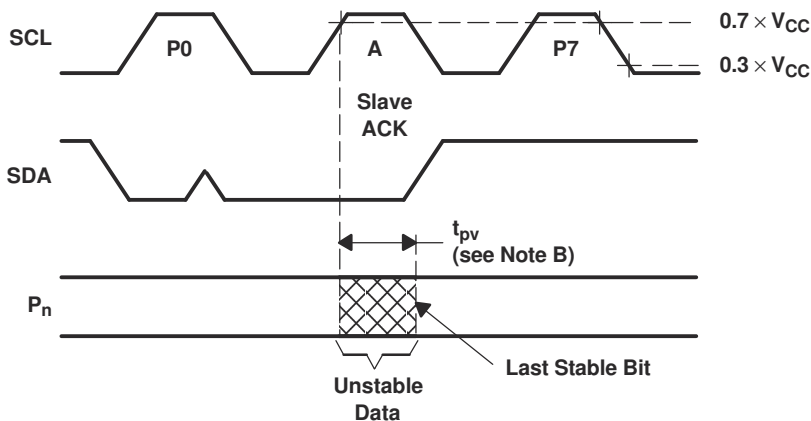 SCL
P0
A
P7
0.7 × VCC
0.3 × VCC
Slave
ACK
SDA
tpv
(see Note B)
Pn
Last Stable Bit
Unstable
Data